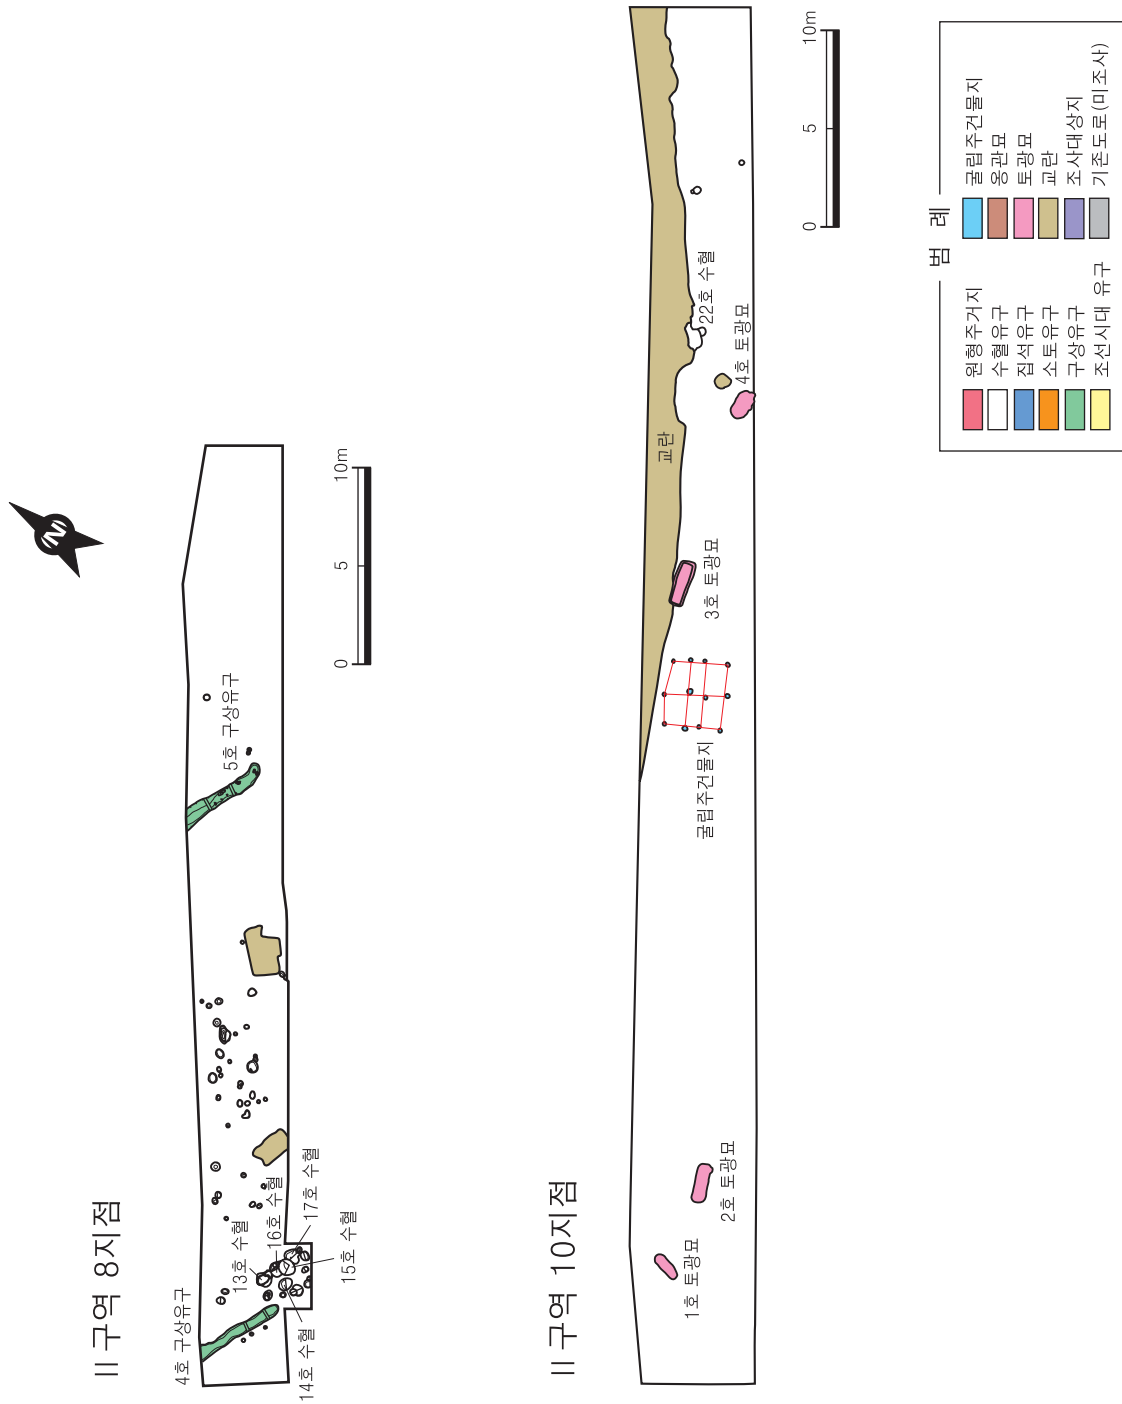 II 구역 8지점
4호 구상유구
14호 수혈
13호 수혈
16호 수혈
17호 수혈
15호 수혈
5호 구상유구
N
0 5 10m
II 구역 10지점
1호 토광묘
2호 토광묘
굴립주건물지
3호 토광묘
교란
4호 토광묘
22호 수혈
0 5 10m
범 례
원형주거지
수혈유구
집석유구
소토유구
구상유구
조선시대 유구
굴립주건물지
옹관묘
토광묘
교란
조사대상지
기존도로(미조사)